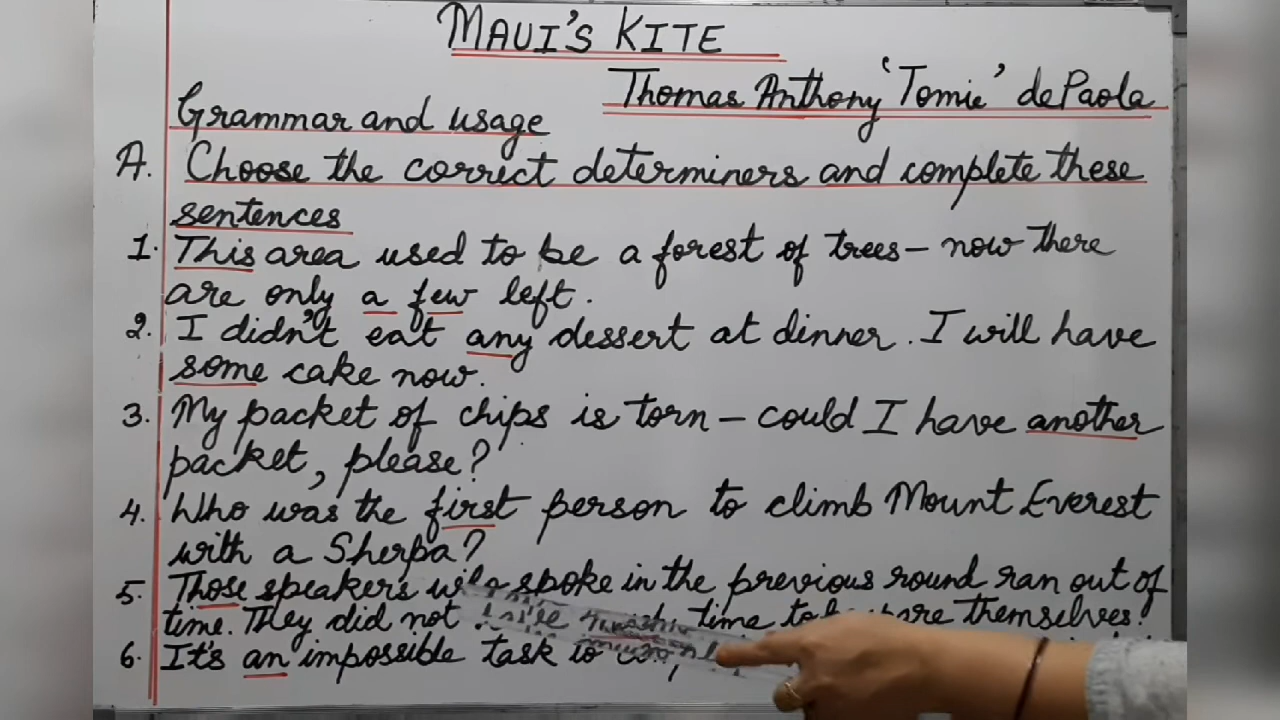 MAUI'S KITE
Thomas Anthony 'Tomie' dePaola
Grammar and usage
A. Choose the correct determiners and complete these
sentences
1. This area used to be a forest of trees – now there
are only a few left.
2. I didn't eat any dessert at dinner. I will have
some cake now.
3. My packet of chips is torn – could I have another
packet, please?
4. Who was the first person to climb Mount Everest
with a Sherpa?
5. Those speakers who spoke in the previous round ran out of
time. They did not time to themselves.
6. It's an impossible task to